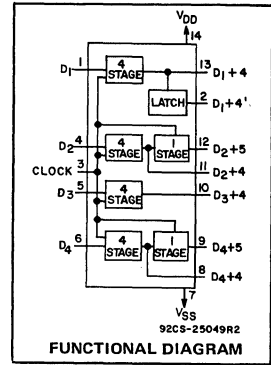 VDD
14
D1 1 4 STAGE 13 D1+4
LATCH 2 D1+4'
D2 4 4 STAGE 1 STAGE 12 D2+5
11 D2+4
CLOCK 3
D3 5 4 STAGE 10 D3+4
D4 6 4 STAGE 1 STAGE 9 D4+5
8 D4+4
7
VSS
92CS-25049R2
FUNCTIONAL DIAGRAM